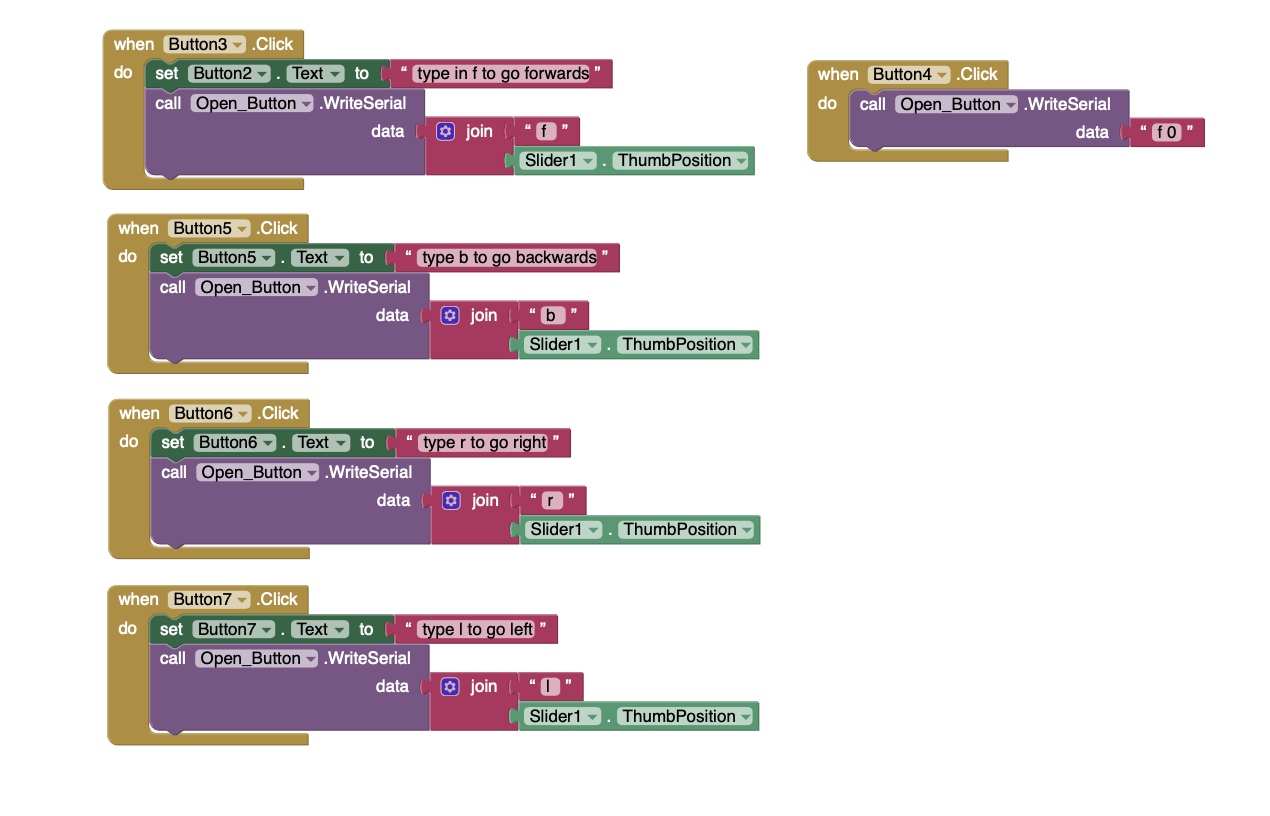 when Button3 .Click
do set Button2 . Text to “ type in f to go forwards ”
call Open_Button .WriteSerial
data join “ f ”
Slider1 . ThumbPosition
when Button4 .Click
do call Open_Button .WriteSerial
data “ f 0 ”
when Button5 .Click
do set Button5 . Text to “ type b to go backwards ”
call Open_Button .WriteSerial
data join “ b ”
Slider1 . ThumbPosition
when Button6 .Click
do set Button6 . Text to “ type r to go right ”
call Open_Button .WriteSerial
data join “ r ”
Slider1 . ThumbPosition
when Button7 .Click
do set Button7 . Text to “ type l to go left ”
call Open_Button .WriteSerial
data join “ l ”
Slider1 . ThumbPosition